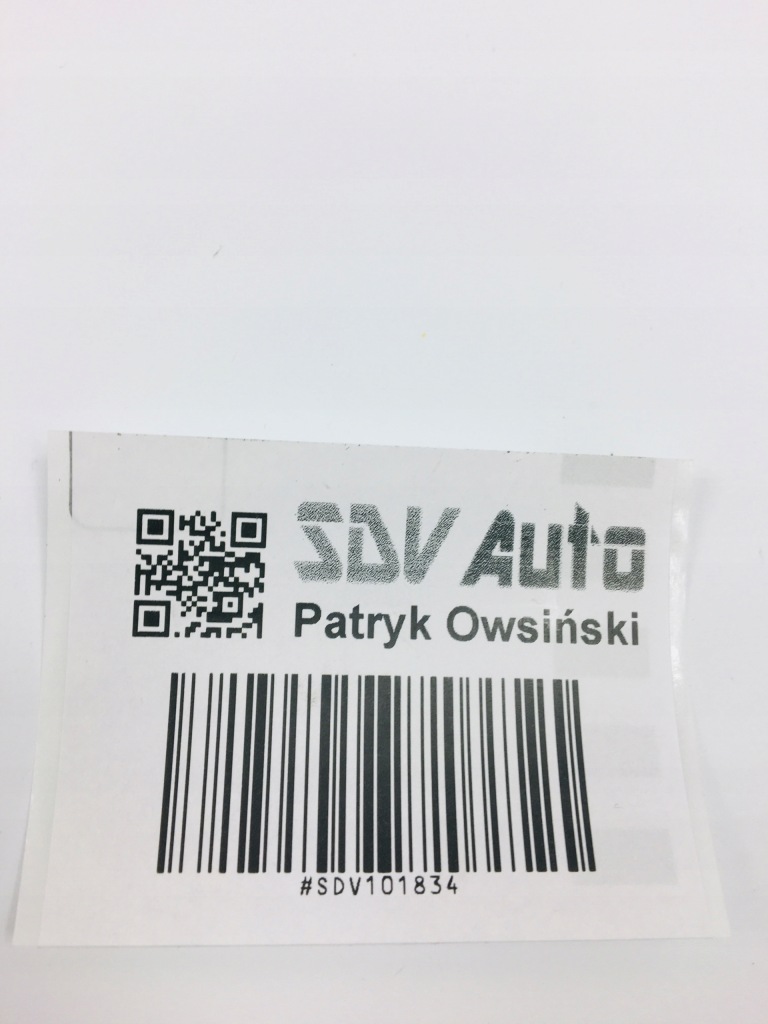 SDV Auto
Patryk Owsiński
#SDV101834